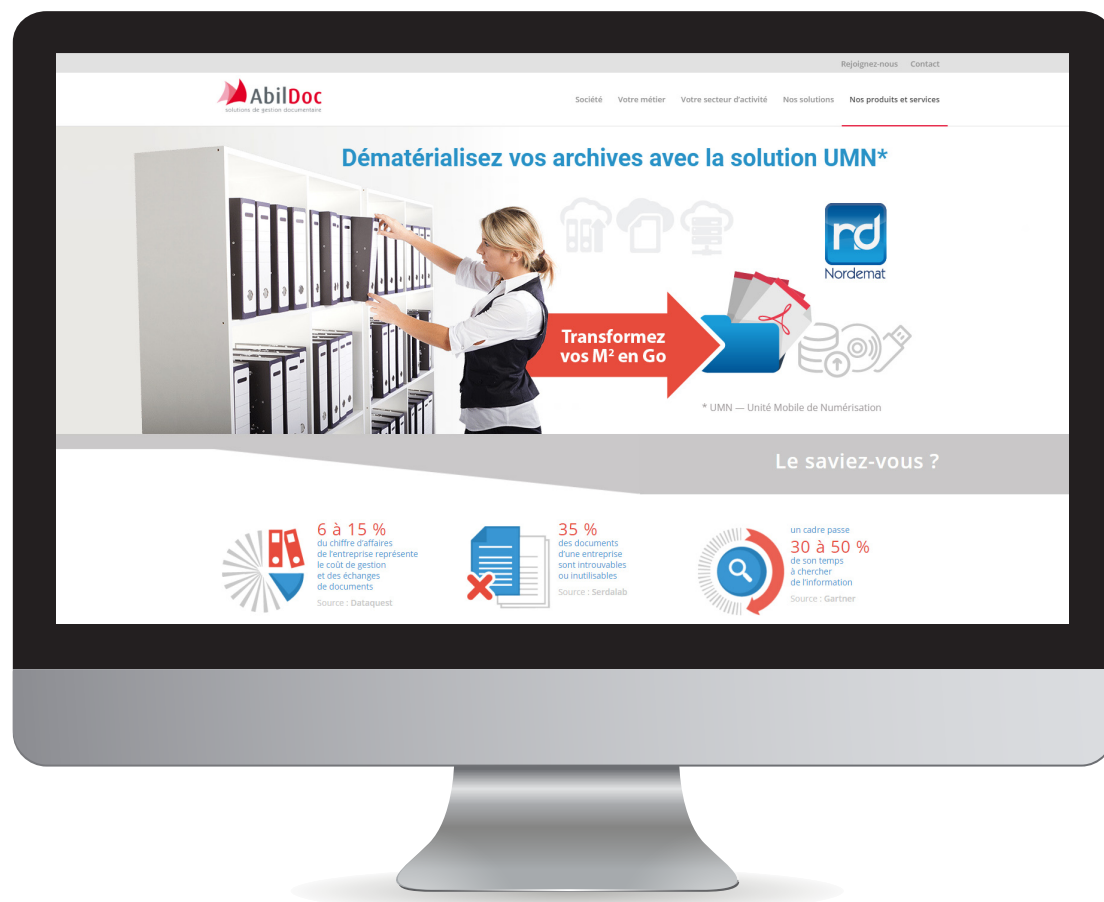 Rejoignez-nous Contact
AbilDoc
solutions de gestion documentaire
Société Votre métier Votre secteur d'activité Nos solutions Nos produits et services
Dématérialisez vos archives avec la solution UMN*
rd
Nordemat
Transformez
vos M² en Go
* UMN — Unité Mobile de Numérisation
Le saviez-vous ?
6 à 15 %
du chiffre d'affaires
de l'entreprise représente
le coût de gestion
et des échanges
de documents
Source : Dataquest
35 %
des documents
d'une entreprise
sont introuvables
ou inutilisables
Source : Serdalab
un cadre passe
30 à 50 %
de son temps
à chercher
de l'information
Source : Gartner